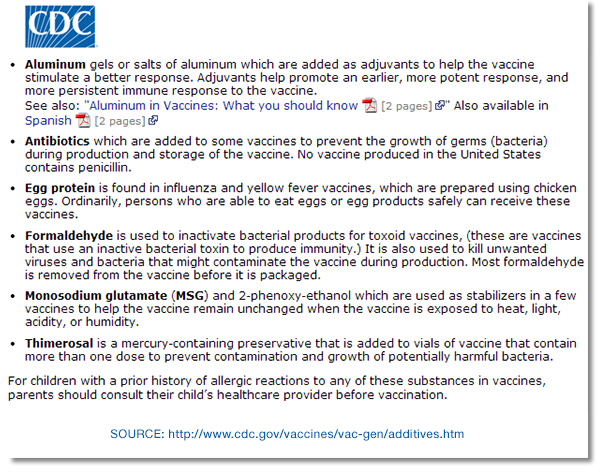 CDC
• Aluminum gels or salts of aluminum which are added as adjuvants to help the vaccine
stimulate a better response. Adjuvants help promote an earlier, more potent response, and
more persistent immune response to the vaccine.
See also: "Aluminum in Vaccines: What you should know [2 pages]" Also available in
Spanish [2 pages]
• Antibiotics which are added to some vaccines to prevent the growth of germs (bacteria)
during production and storage of the vaccine. No vaccine produced in the United States
contains penicillin.
• Egg protein is found in influenza and yellow fever vaccines, which are prepared using chicken
eggs. Ordinarily, persons who are able to eat eggs or egg products safely can receive these
vaccines.
• Formaldehyde is used to inactivate bacterial products for toxoid vaccines, (these are vaccines
that use an inactive bacterial toxin to produce immunity.) It is also used to kill unwanted
viruses and bacteria that might contaminate the vaccine during production. Most formaldehyde
is removed from the vaccine before it is packaged.
• Monosodium glutamate (MSG) and 2-phenoxy-ethanol which are used as stabilizers in a few
vaccines to help the vaccine remain unchanged when the vaccine is exposed to heat, light,
acidity, or humidity.
• Thimerosal is a mercury-containing preservative that is added to vials of vaccine that contain
more than one dose to prevent contamination and growth of potentially harmful bacteria.
For children with a prior history of allergic reactions to any of these substances in vaccines,
parents should consult their child's healthcare provider before vaccination.
SOURCE: http://www.cdc.gov/vaccines/vac-gen/additives.htm